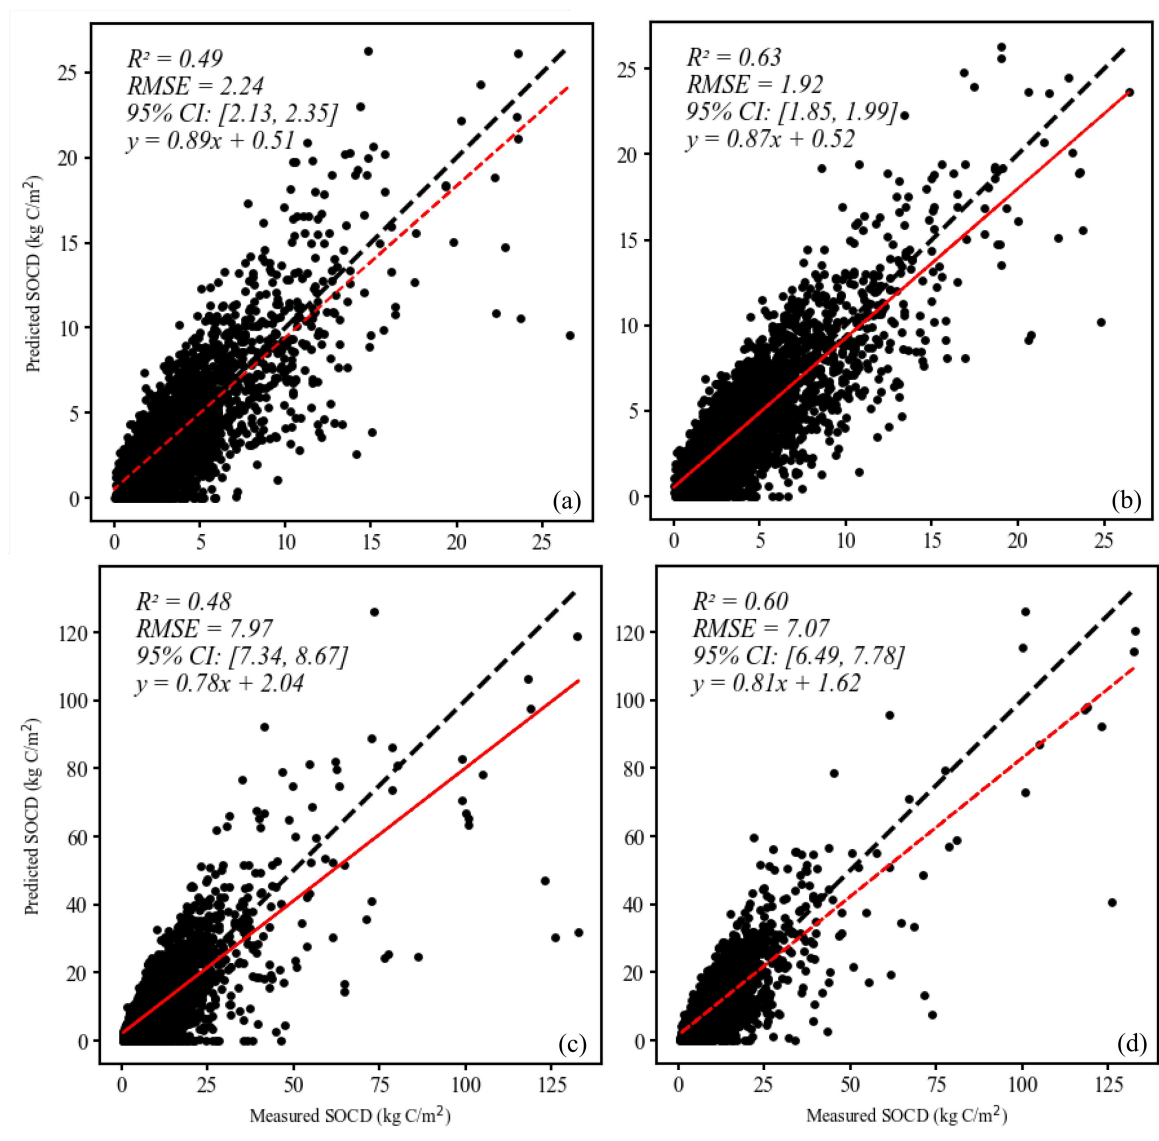 R² = 0.49
RMSE = 2.24
95% CI: [2.13, 2.35]
y = 0.89x + 0.51
25
20
15
10
5
0
Predicted SOCD (kg C/m²)
(a)
0 5 10 15 20 25
R² = 0.63
RMSE = 1.92
95% CI: [1.85, 1.99]
y = 0.87x + 0.52
25
20
15
10
5
0
(b)
0 5 10 15 20 25
R² = 0.48
RMSE = 7.97
95% CI: [7.34, 8.67]
y = 0.78x + 2.04
120
100
80
60
40
20
0
Predicted SOCD (kg C/m²)
(c)
0 25 50 75 100 125
Measured SOCD (kg C/m²)
R² = 0.60
RMSE = 7.07
95% CI: [6.49, 7.78]
y = 0.81x + 1.62
120
100
80
60
40
20
0
(d)
0 25 50 75 100 125
Measured SOCD (kg C/m²)